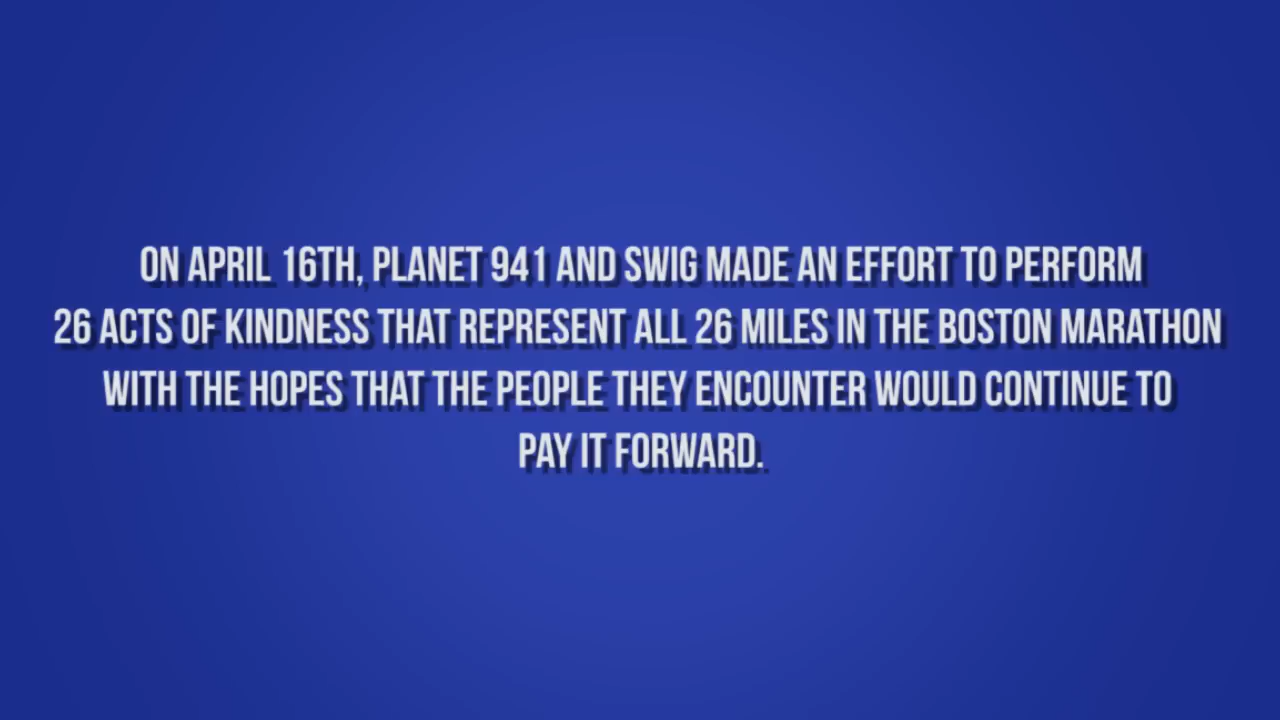 ON APRIL 16TH, PLANET 941 AND SWIG MADE AN EFFORT TO PERFORM
26 ACTS OF KINDNESS THAT REPRESENT ALL 26 MILES IN THE BOSTON MARATHON
WITH THE HOPES THAT THE PEOPLE THEY ENCOUNTER WOULD CONTINUE TO
PAY IT FORWARD.